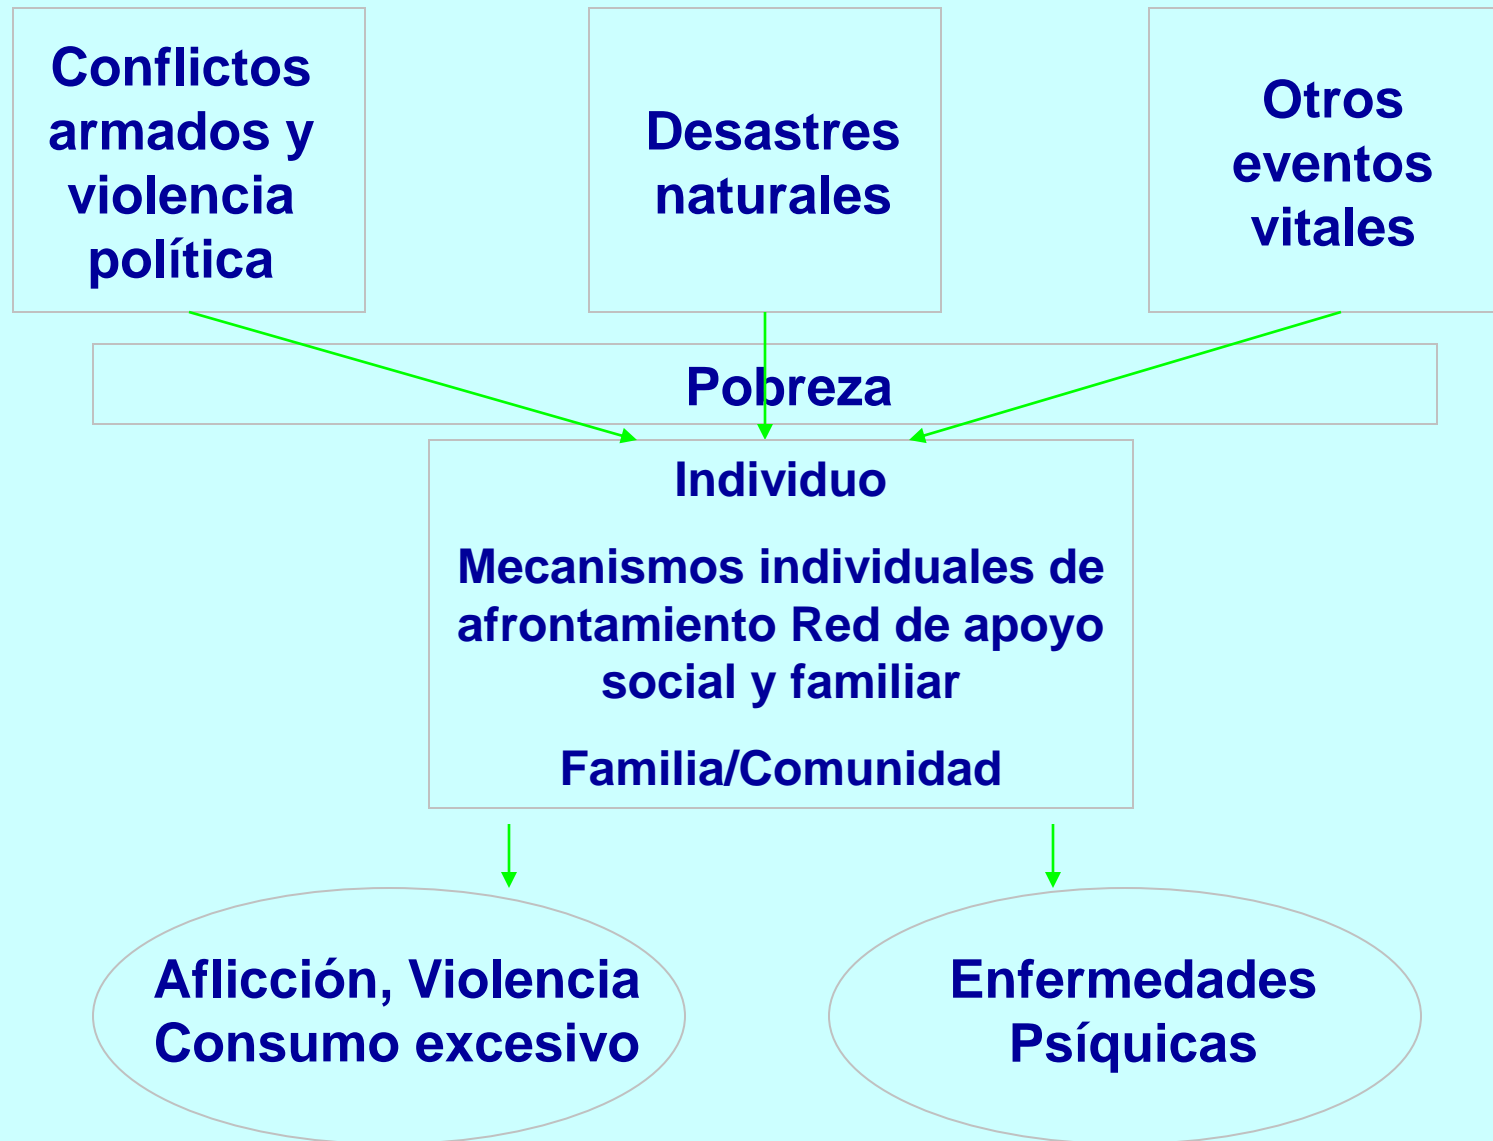 Conflictos
armados y
violencia
política
Desastres
naturales
Otros
eventos
vitales
Pobreza
Individuo
Mecanismos individuales de
afrontamiento Red de apoyo
social y familiar
Familia/Comunidad
Aflicción, Violencia
Consumo excesivo
Enfermedades
Psíquicas